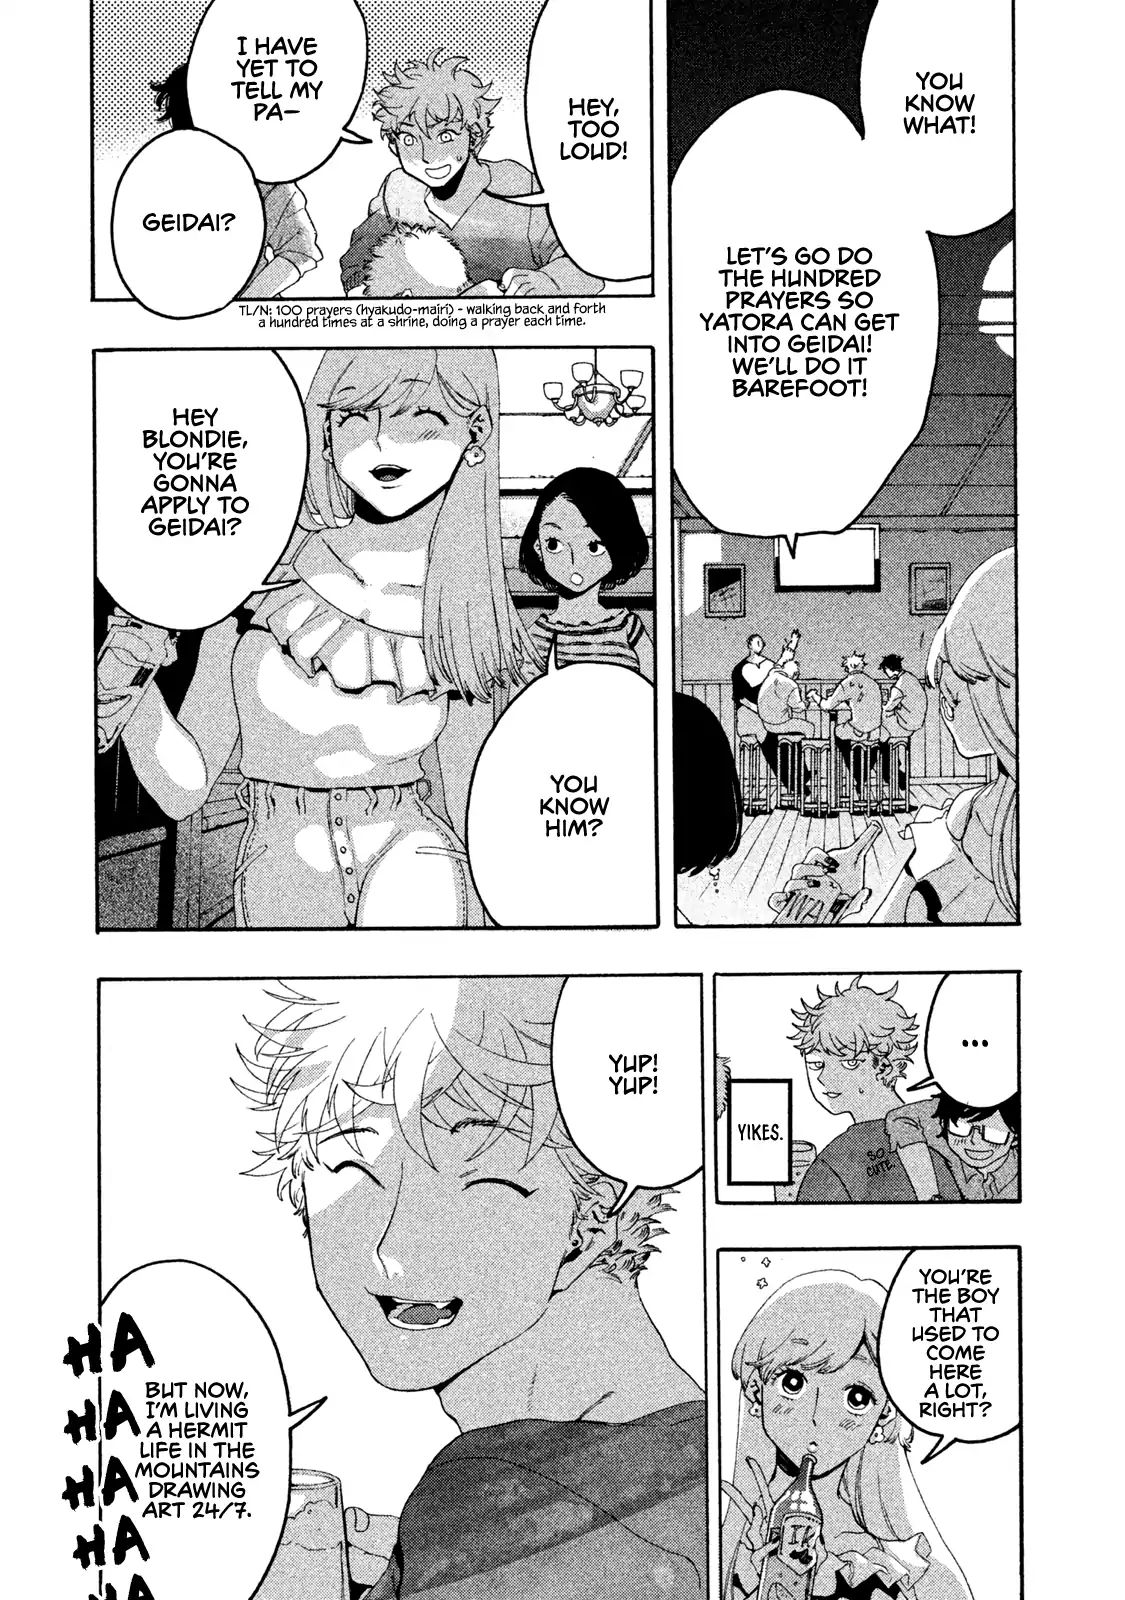 YOU
KNOW
WHAT!
LET'S GO DO
THE HUNDRED
PRAYERS SO
YATORA CAN GET
INTO GEIDAI!
WE'LL DO IT
BAREFOOT!
HEY,
TOO
LOUD!
I HAVE
YET TO
TELL MY
PA—
GEIDAI?
TL/N: 100 prayers (hyakudo-mairi) - walking back and forth
a hundred times at a shrine, doing a prayer each time.
HEY
BLONDIE,
YOU'RE
GONNA
APPLY TO
GEIDAI?
YOU
KNOW
HIM?
...
YIKES.
SO
CUTE.
YOU'RE
THE BOY
THAT
USED TO
COME
HERE
A LOT,
RIGHT?
YUP!
YUP!
BUT NOW,
I'M LIVING
A HERMIT
LIFE IN THE
MOUNTAINS
DRAWING
ART 24/7.
HA
HA
HA
HA
HA